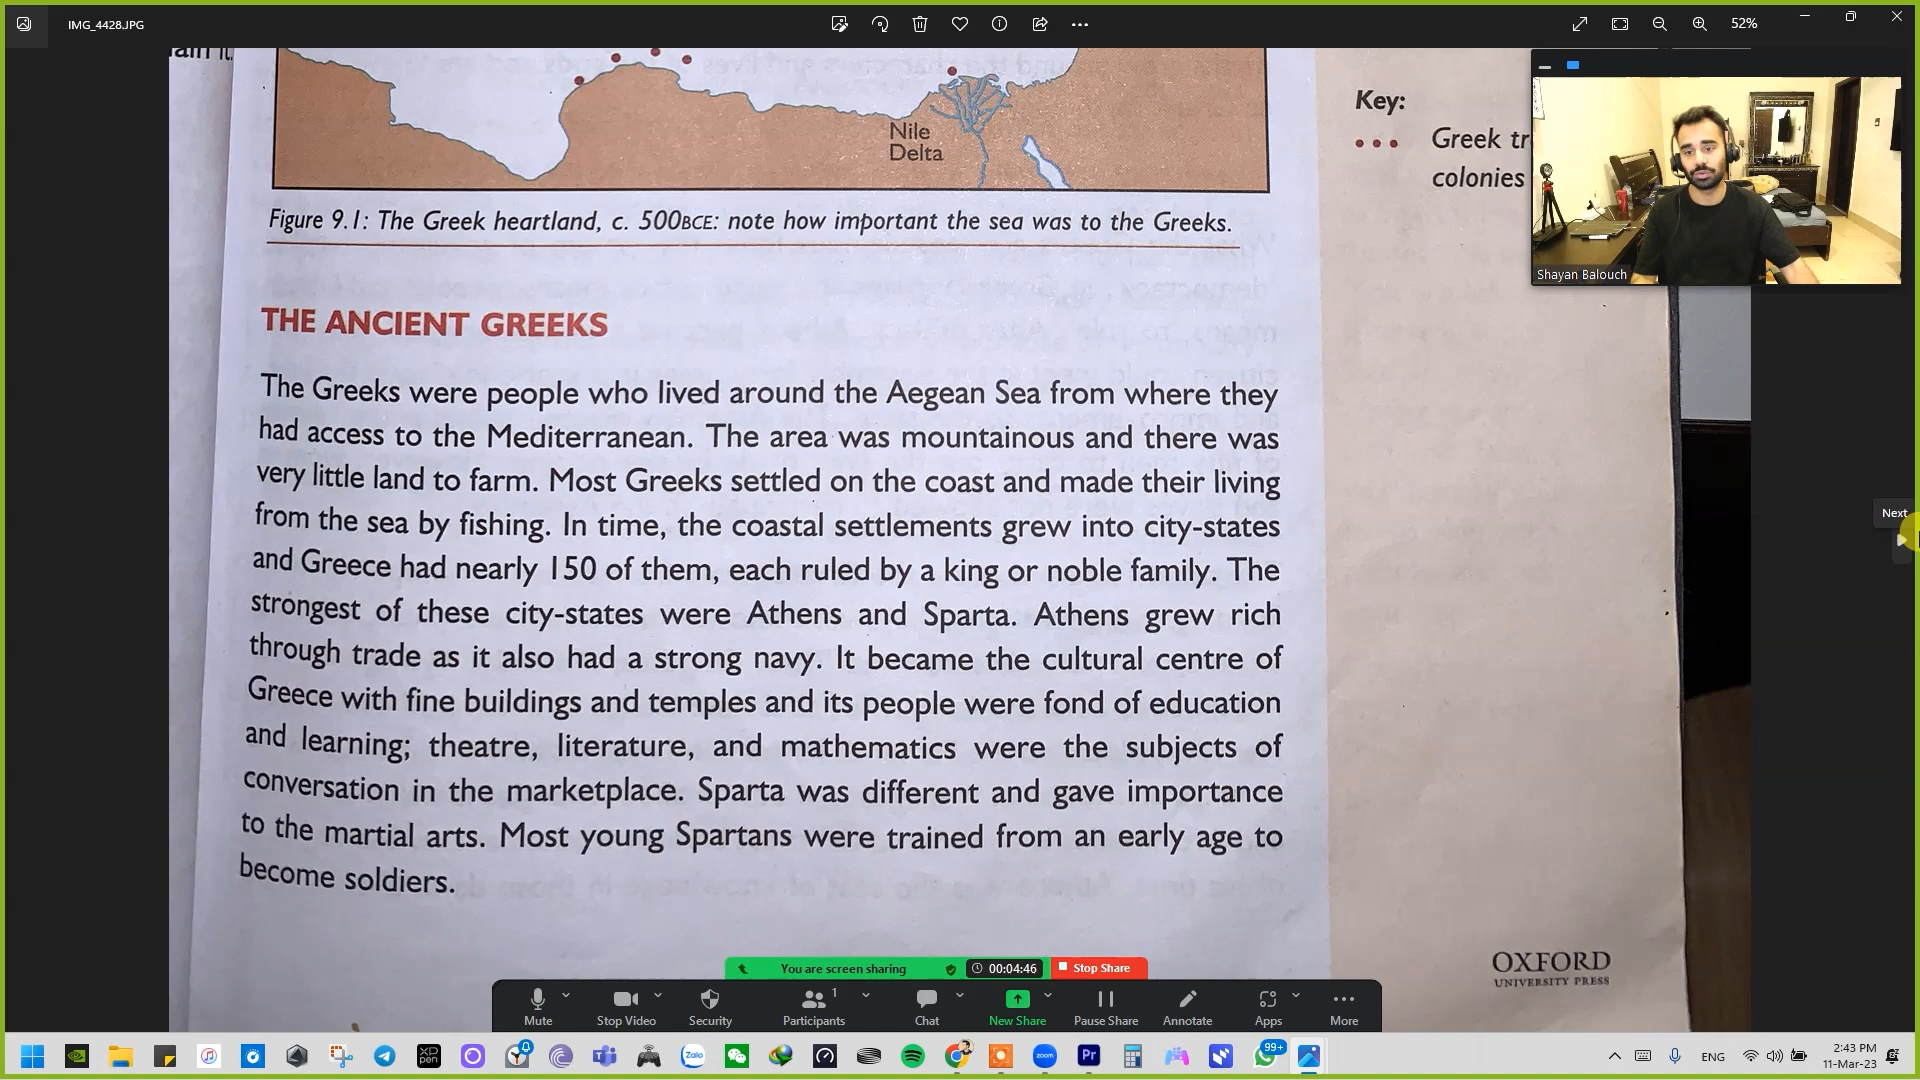 IMG_4428.JPG
52%
Nile
Delta
Key:
Greek
colonies
Shayan Balouch
Figure 9.1: The Greek heartland, c. 500BCE: note how important the sea was to the Greeks.
THE ANCIENT GREEKS
The Greeks were people who lived around the Aegean Sea from where they
had access to the Mediterranean. The area was mountainous and there was
very little land to farm. Most Greeks settled on the coast and made their living
from the sea by fishing. In time, the coastal settlements grew into city-states
and Greece had nearly 150 of them, each ruled by a king or noble family. The
strongest of these city-states were Athens and Sparta. Athens grew rich
through trade as it also had a strong navy. It became the cultural centre of
Greece with fine buildings and temples and its people were fond of education
and learning; theatre, literature, and mathematics were the subjects of
conversation in the marketplace. Sparta was different and gave importance
to the martial arts. Most young Spartans were trained from an early age to
become soldiers.
Next
OXFORD
UNIVERSITY PRESS
You are screen sharing 00:04:46 Stop Share
1
Mute Stop Video Security Participants Chat New Share Pause Share Annotate Apps More
XP
PEN
Zalo
zoom
Pr
99+
ENG
2:43 PM
11-Mar-23